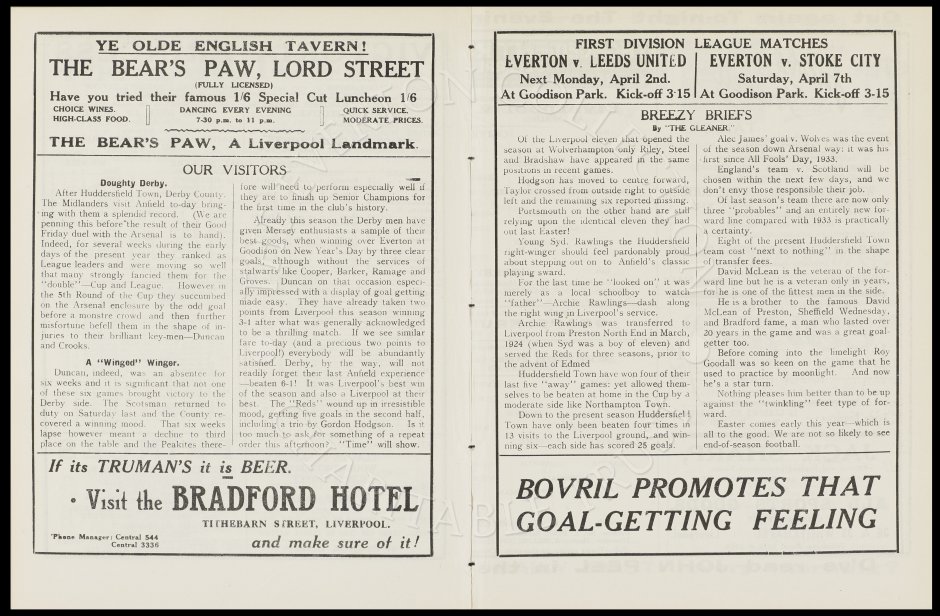 YE OLDE ENGLISH TAVERN!
THE BEAR'S PAW, LORD STREET
(FULLY LICENSED)
Have you tried their famous 1/6 Special Cut Luncheon 1/6
CHOICE WINES.
HIGH-CLASS FOOD.
DANCING EVERY EVENING
7-30 p.m. to 11 p.m.
QUICK SERVICE.
MODERATE PRICES.
THE BEAR'S PAW, A Liverpool Landmark.
OUR VISITORS
Doughty Derby.
After Huddersfield Town, Derby County.
The Midlanders visit Anfield to-day bring-
ing with them a splendid record. (We are
penning this before the result of their Good
Friday duel with the Arsenal is to hand).
Indeed, for several weeks during the early
days of the present year they ranked as
League leaders and were moving so well
that many strongly fancied them for the
"double"—Cup and League. However in
the 5th Round of the Cup they succumbed
on the Arsenal enclosure by the odd goal
before a monstre crowd and then further
misfortune befell them in the shape of in-
juries to their brilliant key-men—Duncan
and Crooks.
A "Winged" Winger.
Duncan, indeed, was an absentee for
six weeks and it is significant that not one
of these six games brought victory to the
Derby side. The Scotsman returned to
duty on Saturday last and the County re-
covered a winning mood. That six weeks
lapse however meant a decline to third
place on the table and the Peakites there-
fore will need to perform especially well if
they are to finish up Senior Champions for
the first time in the club's history.
Already this season the Derby men have
given Mersey enthusiasts a sample of their
best goods, when winning over Everton at
Goodison on New Year's Day by three clear
goals, although without the services of
stalwarts like Cooper, Barker, Ramage and
Groves. Duncan on that occasion especi-
ally impressed with a display of goal getting
made easy. They have already taken two
points from Liverpool this season winning
3-1 after what was generally acknowledged
to be a thrilling match. If we see similar
fare to-day (and a precious two points to
Liverpool!) everybody will be abundantly
satisfied. Derby, by the way, will not
readily forget their last Anfield experience
—beaten 6-1! It was Liverpool's best win
of the season and also a Liverpool at their
best. The "Reds" wound up in irresistible
mood, getting five goals in the second half,
including a trio by Gordon Hodgson. Is it
too much to ask for something of a repeat
order this afternoon? "Time" will show.
If its TRUMAN'S it is BEER.
• Visit the BRADFORD HOTEL
TITHEBARN STREET, LIVERPOOL.
'Phone Manager: Central 544
Central 3336
and make sure of it!
FIRST DIVISION LEAGUE MATCHES
EVERTON v. LEEDS UNITED
Next Monday, April 2nd.
At Goodison Park. Kick-off 3-15
EVERTON v. STOKE CITY
Saturday, April 7th
At Goodison Park. Kick-off 3-15
BREEZY BRIEFS
By "THE GLEANER."
Of the Liverpool eleven that opened the
season at Wolverhampton only Riley, Steel
and Bradshaw have appeared in the same
positions in recent games.
Hodgson has moved to centre forward,
Taylor crossed from outside right to outside
left and the remaining six reported missing.
Portsmouth on the other hand are still
relying upon the identical eleven they had
out last Easter!
Young Syd. Rawlings the Huddersfield
right-winger should feel pardonably proud
about stepping out on to Anfield's classic
playing sward.
For the last time he "looked on" it was
merely as a local schoolboy to watch
"father"—Archie Rawlings—dash along
the right wing in Liverpool's service.
Archie Rawlings was transferred to
Liverpool from Preston North End in March,
1924 (when Syd was a boy of eleven) and
served the Reds for three seasons, prior to
the advent of Edmed
Huddersfield Town have won four of their
last five "away" games: yet allowed them-
selves to be beaten at home in the Cup by a
moderate side like Northampton Town.
Down to the present season Huddersfield
Town have only been beaten four times in
13 visits to the Liverpool ground, and win-
ning six—each side has scored 25 goals.
Alec James' goal v. Wolves was the event
of the season down Arsenal way: it was his
first since All Fools' Day, 1933.
England's team v. Scotland will be
chosen within the next few days, and we
don't envy those responsible their job.
Of last season's team there are now only
three "probables" and an entirely new for-
ward line compared with 1933 is practically
a certainty.
Eight of the present Huddersfield Town
team cost "next to nothing" in the shape
of transfer fees.
David McLean is the veteran of the for-
ward line but he is a veteran only in years,
for he is one of the fittest men in the side.
He is a brother to the famous David
McLean of Preston, Sheffield Wednesday,
and Bradford fame, a man who lasted over
20 years in the game and was a great goal-
getter too.
Before coming into the limelight Roy
Goodall was so keen on the game that he
used to practice by moonlight. And now
he's a star turn.
Nothing pleases him better than to be up
against the "twinkling" feet type of for-
ward.
Easter comes early this year—which is
all to the good. We are not so likely to see
end-of-season football.
BOVRIL PROMOTES THAT
GOAL-GETTING FEELING